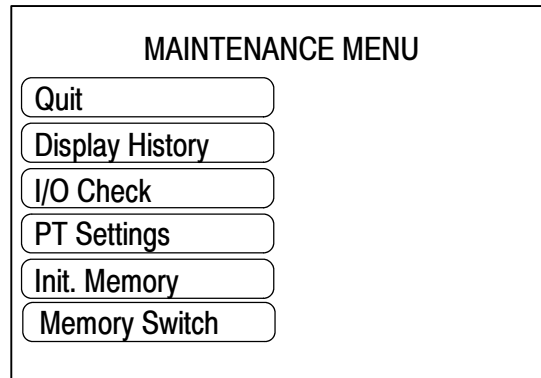 MAINTENANCE MENU
Quit
Display History
I/O Check
PT Settings
Init. Memory
Memory Switch